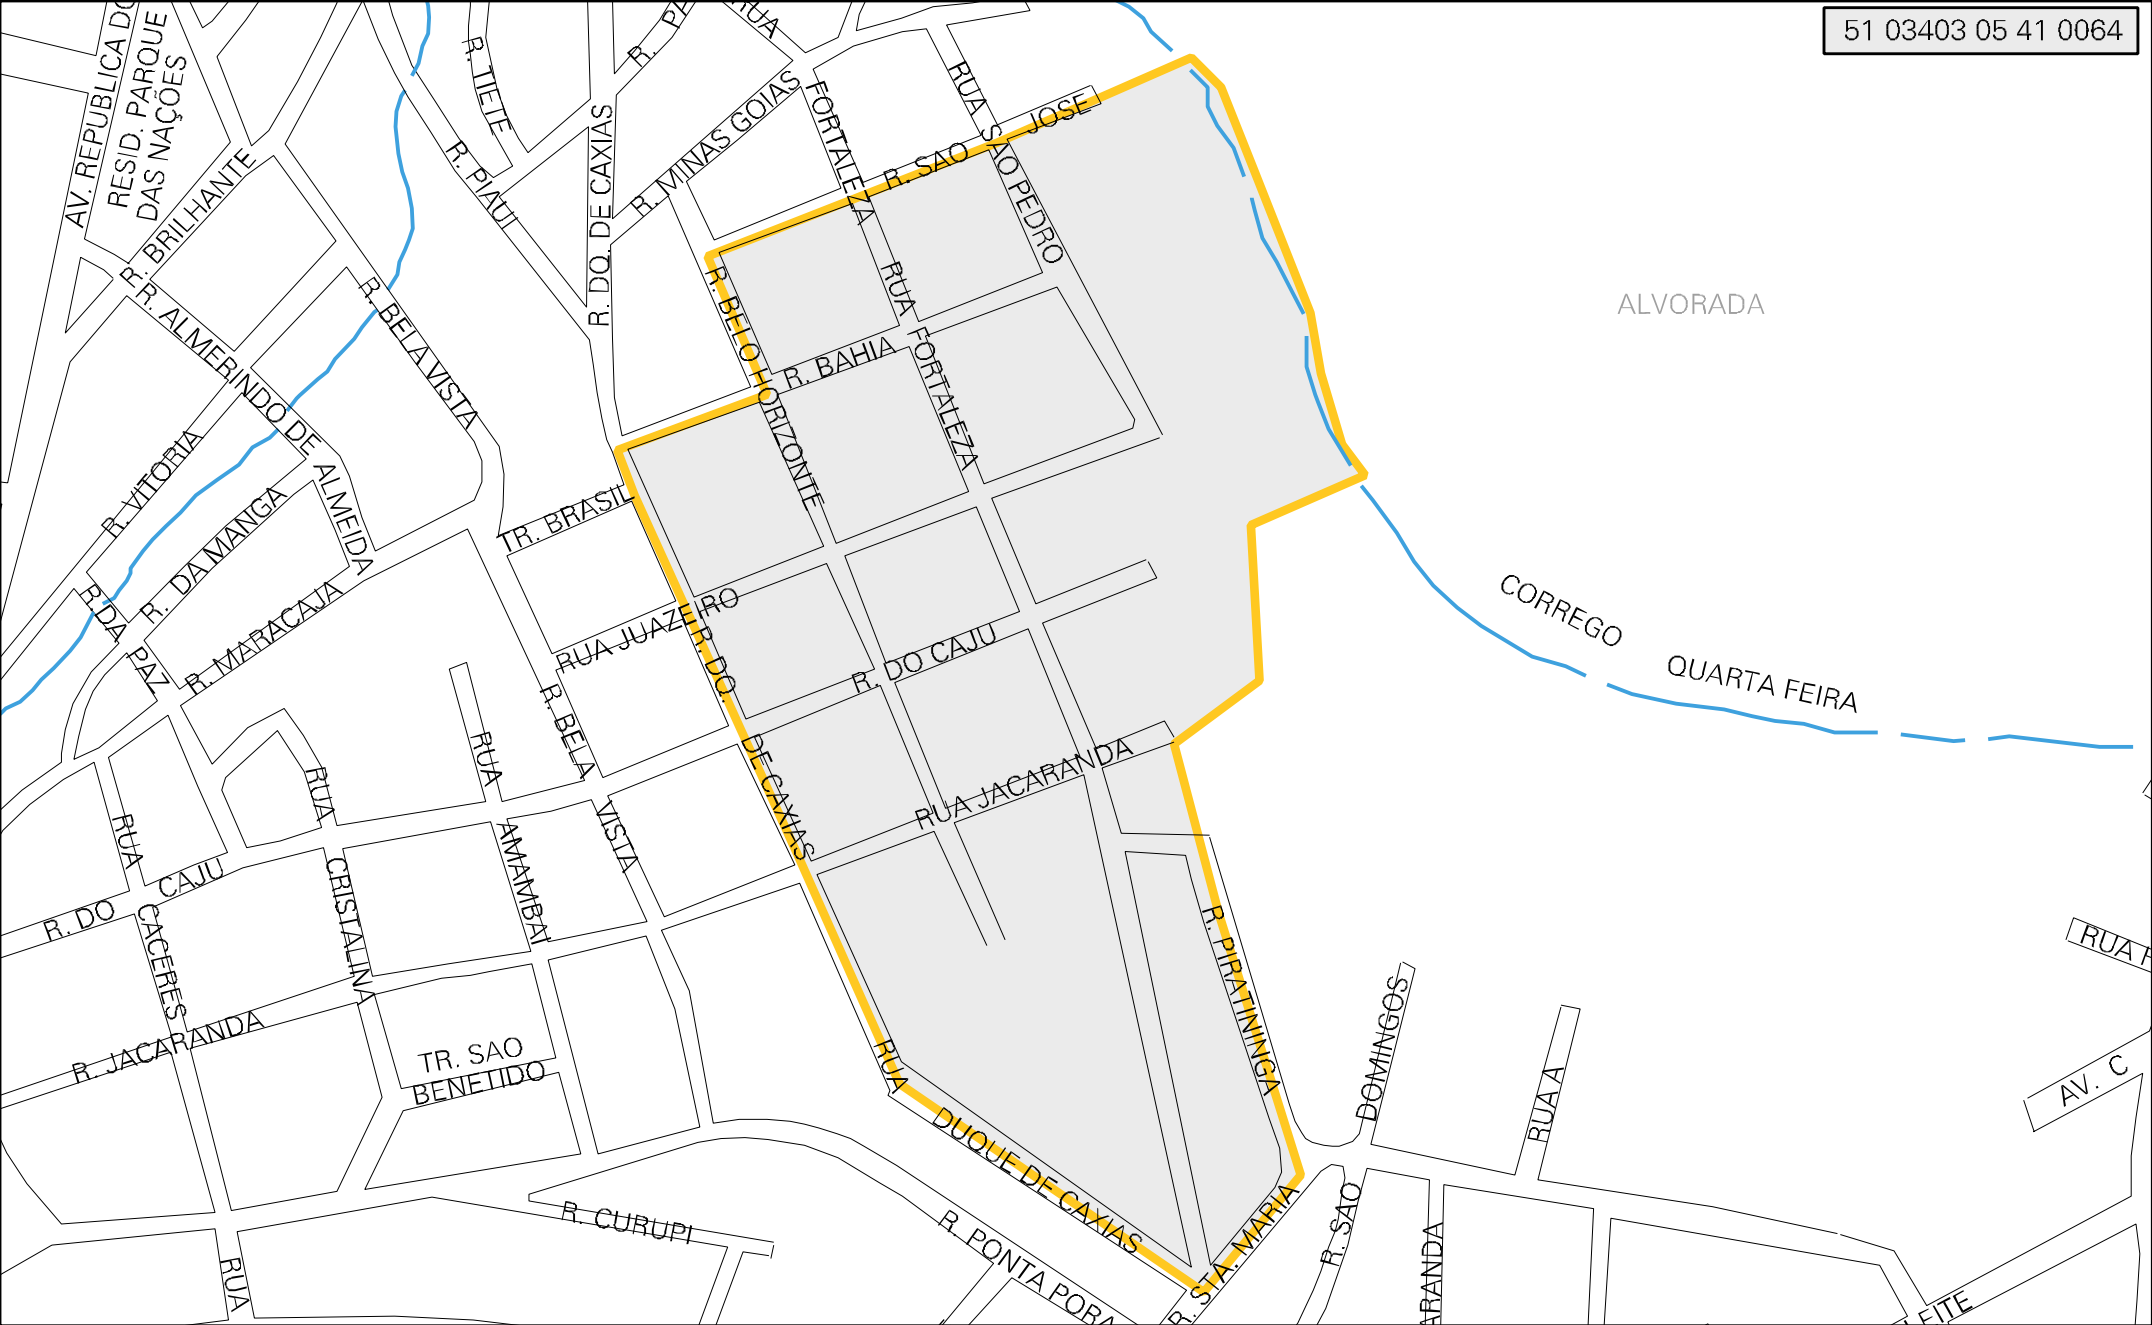 51 03403 05 41 0064
AV. REPUBLICA DO
RESID. PARQUE
DAS NAÇÕES
R. BRILHANTE
R. TIETE
R. PIAUI
R. DQ. DE CAXIAS
R. MINAS GOIAS
RUA
FORTALEZA
RUA SAO PEDRO
R. SAO JOSE
R. ALMERINDO DE ALMEIDA
R. BELA VISTA
R. BELO HORIZONTE
R. BAHIA
RUA FORTALEZA
ALVORADA
R. VITORIA
R. DA MANGA
TR. BRASIL
R. DA PAZ
R. MARACAJA
RUA JUAZEIRO
R. DQ. DE CAXIAS
R. DO CAJU
CORREGO QUARTA FEIRA
R. BELA VISTA
RUA AMAMBAI
RUA CRISTALINA
RUA CACERES
R. DO CAJU
RUA JACARANDA
R. JACARANDA
TR. SAO
BENETIDO
R. PIRATININGA
RUA
DUQUE DE CAXIAS
R. SAO DOMINGOS
RUA A
AV. C
RUA
R. STA. MARIA
R. CURUPI
R. PONTA PORA
RUA